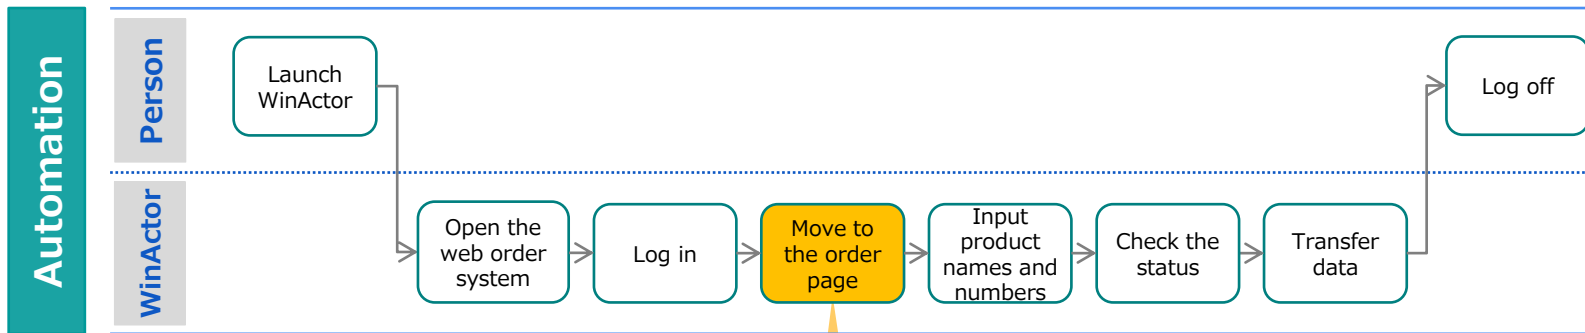 Automation
Person
Launch
WinActor
Log off
WinActor
Open the
web order
system
Log in
Move to
the order
page
Input
product
names and
numbers
Check the
status
Transfer
data